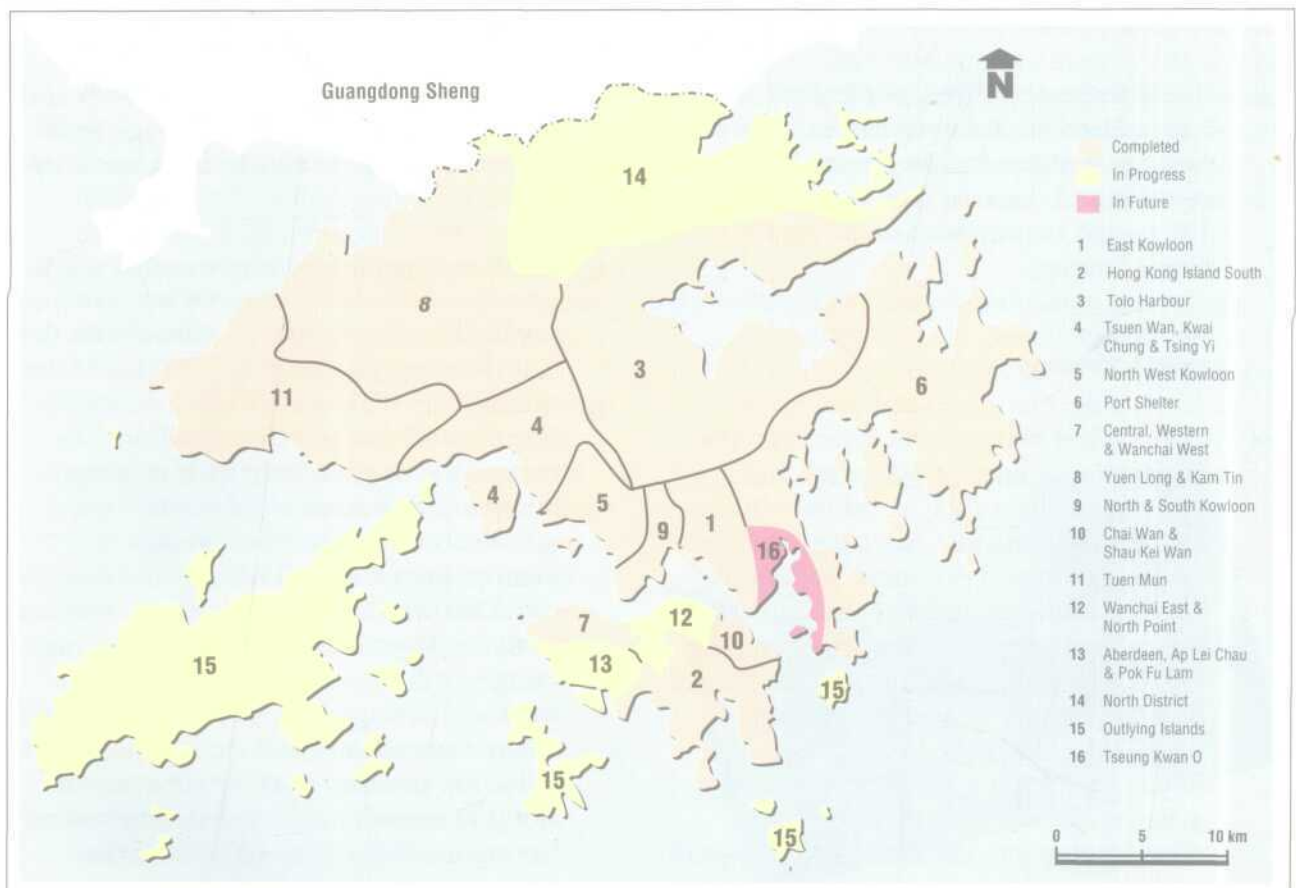 Guangdong Sheng
N
Completed
In Progress
In Future
1 East Kowloon
2 Hong Kong Island South
3 Tolo Harbour
4 Tsuen Wan, Kwai
Chung & Tsing Yi
5 North West Kowloon
6 Port Shelter
7 Central, Western
& Wanchai West
8 Yuen Long & Kam Tin
9 North & South Kowloon
10 Chai Wan &
Shau Kei Wan
11 Tuen Mun
12 Wanchai East &
North Point
13 Aberdeen, Ap Lei Chau
& Pok Fu Lam
14 North District
15 Outlying Islands
16 Tseung Kwan O
0 5 10 km
14
8
3
11
6
4
4
5
9
1
16
12
7
10
15
13
2
15
15
15